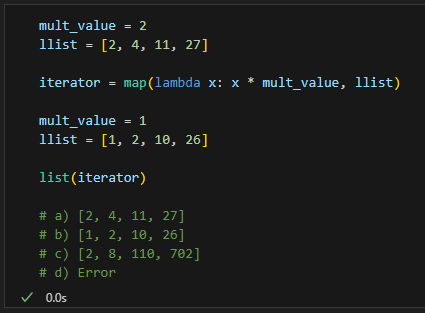 mult_value = 2
llist = [2, 4, 11, 27]
iterator = map(lambda x: x * mult_value, llist)
mult_value = 1
llist = [1, 2, 10, 26]
list(iterator)
# a) [2, 4, 11, 27]
# b) [1, 2, 10, 26]
# c) [2, 8, 110, 702]
# d) Error
0.0s